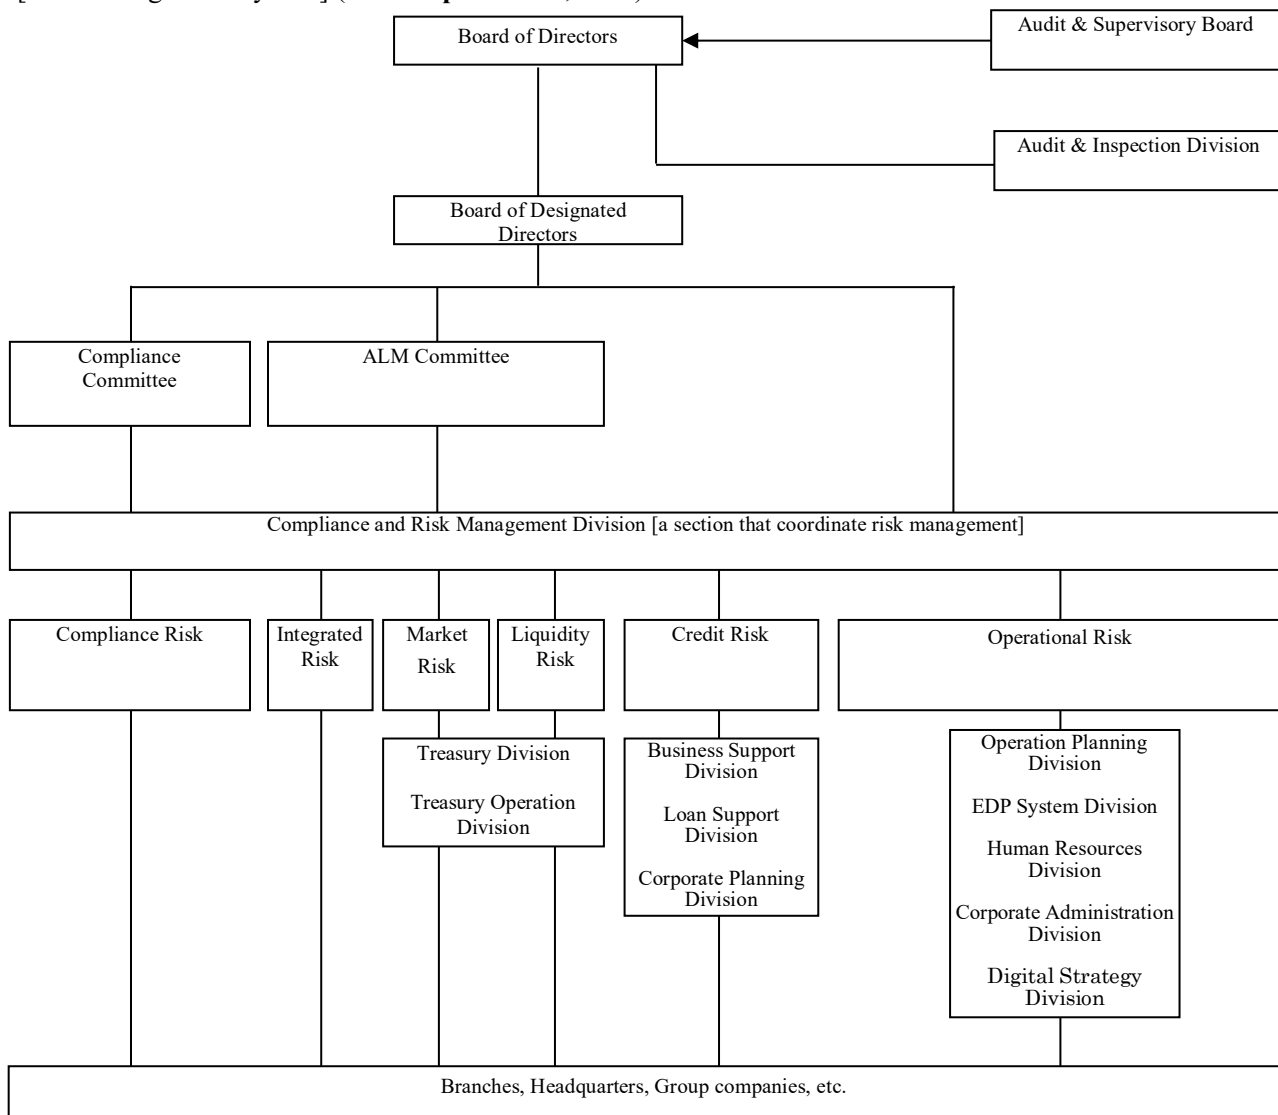 Board of Directors
Audit & Supervisory Board
Audit & Inspection Division
Board of Designated
Directors
Compliance
Committee
ALM Committee
Compliance and Risk Management Division [a section that coordinate risk management]
Compliance Risk
Integrated
Risk
Market
Risk
Liquidity
Risk
Credit Risk
Operational Risk
Treasury Division
Treasury Operation
Division
Business Support
Division
Loan Support
Division
Corporate Planning
Division
Operation Planning
Division
EDP System Division
Human Resources
Division
Corporate Administration
Division
Digital Strategy
Division
Branches, Headquarters, Group companies, etc.